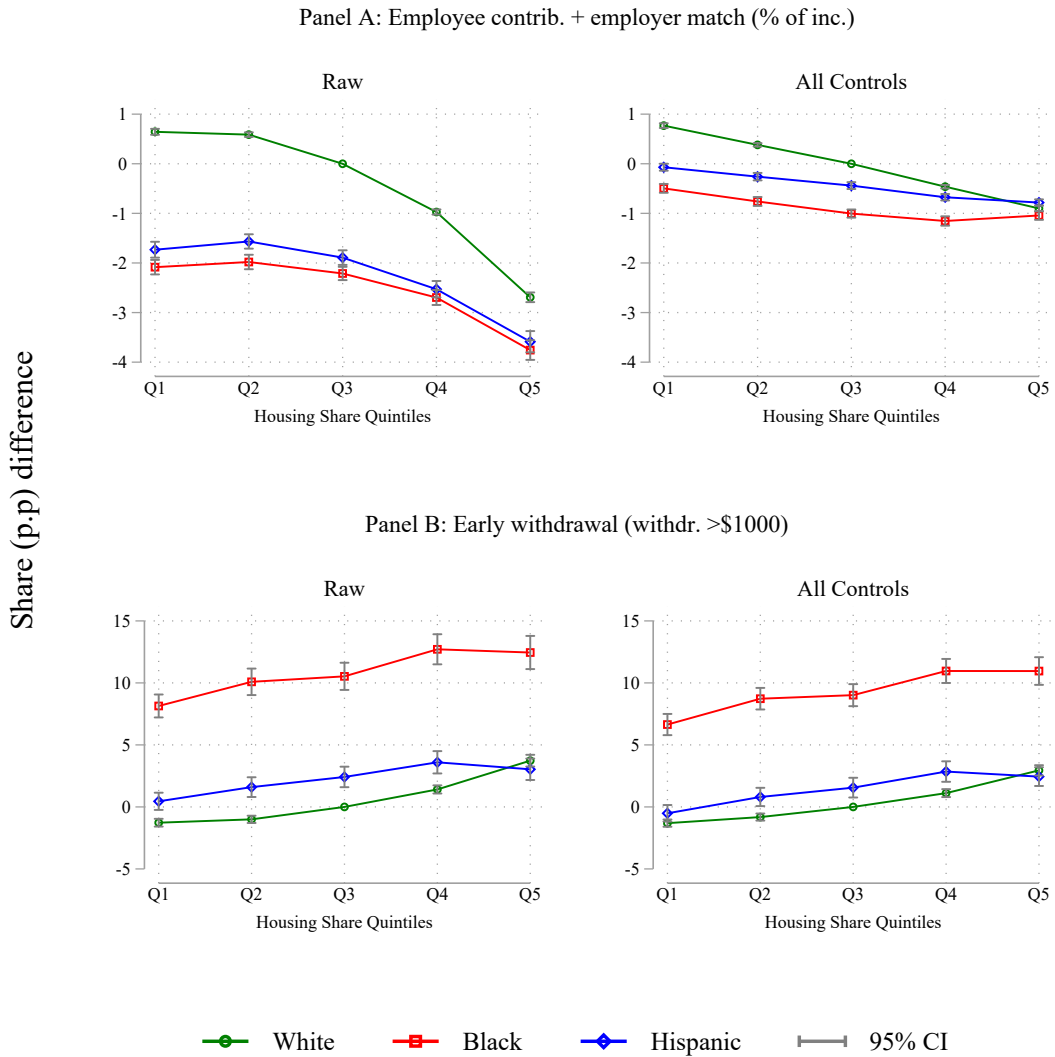 Panel A: Employee contrib. + employer match (% of inc.)
Raw
1
0
-1
-2
-3
-4
Q1 Q2 Q3 Q4 Q5
Housing Share Quintiles
All Controls
1
0
-1
-2
-3
-4
Q1 Q2 Q3 Q4 Q5
Housing Share Quintiles
Share (p.p) difference
Panel B: Early withdrawal (withdr. >$1000)
Raw
15
10
5
0
-5
Q1 Q2 Q3 Q4 Q5
Housing Share Quintiles
All Controls
15
10
5
0
-5
Q1 Q2 Q3 Q4 Q5
Housing Share Quintiles
White Black Hispanic 95% CI